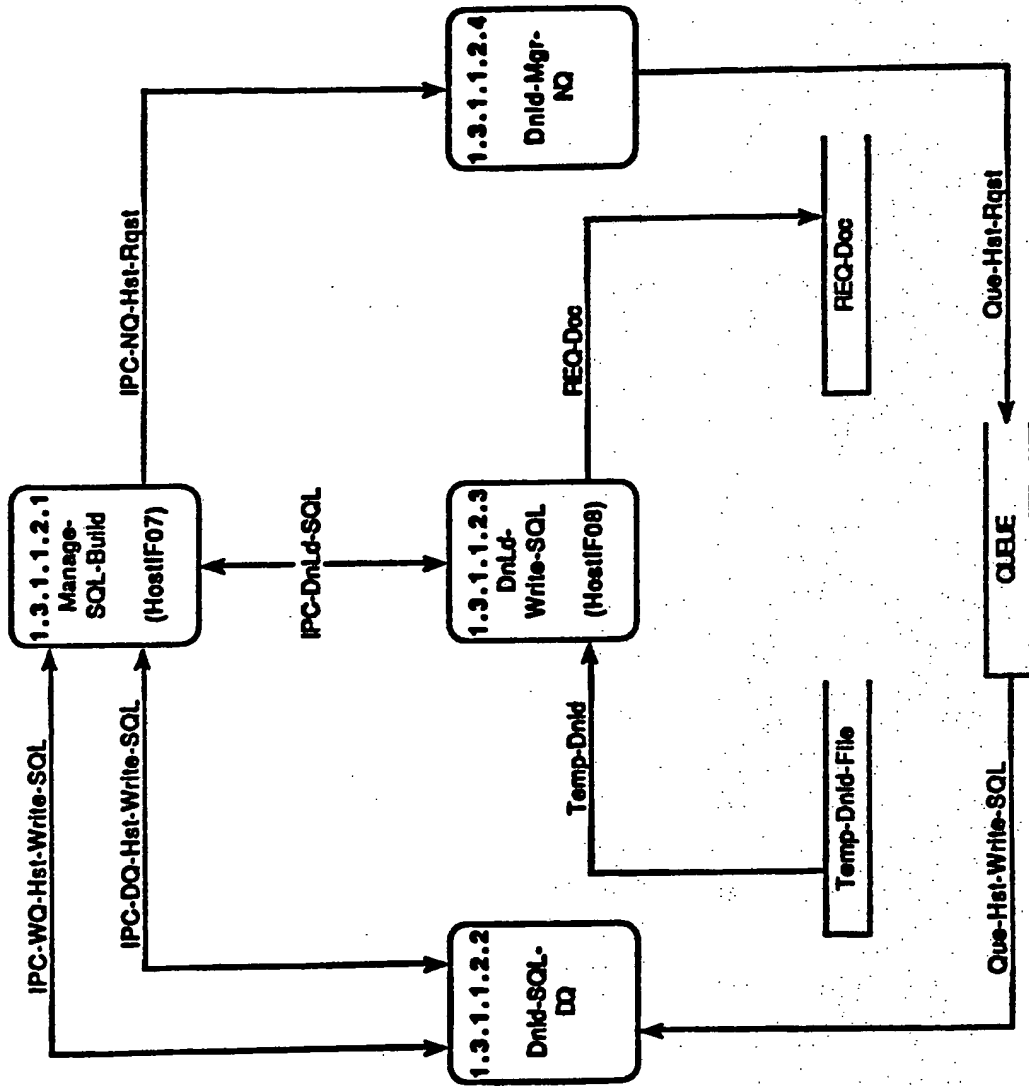 IPC-WQ-Hst-Write-SQL
IPC-DQ-Hst-Write-SQL
1.3.1.1.2.1
Manage-
SQL-Build
(HostIF07)
IPC-NQ-Hst-Rqst
IPC-DnLd-SQL
1.3.1.1.2.2
Dnld-SQL-
DQ
Temp-Dnld
1.3.1.1.2.3
DnLd-
Write-SQL
(HostIF08)
REQ-Doc
1.3.1.1.2.4
Dnld-Mgr-
NQ
Temp-Dnld-File
REQ-Doc
Que-Hst-Write-SQL
QUEUE
Que-Hst-Rqst